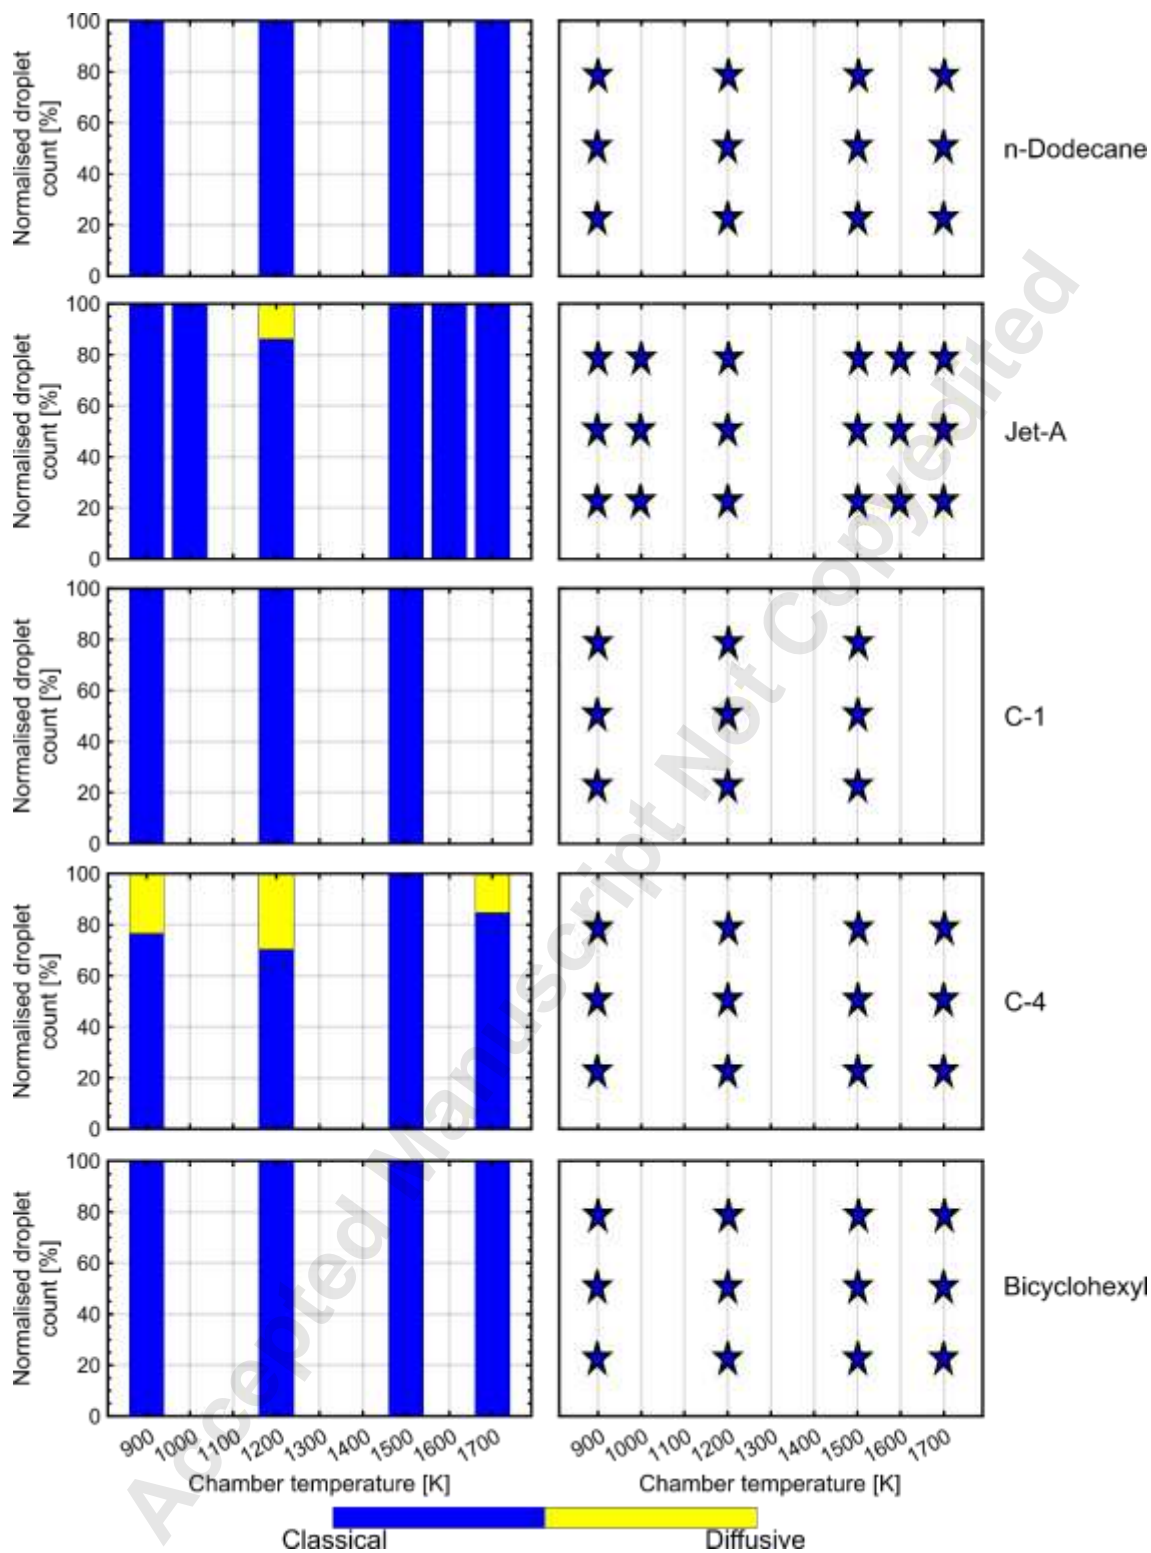 100
80
60
40
20
0
Normalised droplet
count [%]
n-Dodecane
100
80
60
40
20
0
Normalised droplet
count [%]
Jet-A
100
80
60
40
20
0
Normalised droplet
count [%]
C-1
100
80
60
40
20
0
Normalised droplet
count [%]
C-4
100
80
60
40
20
0
Normalised droplet
count [%]
Bicyclohexyl
900 1000 1100 1200 1300 1400 1500 1600 1700
900 1000 1100 1200 1300 1400 1500 1600 1700
Chamber temperature [K]
Chamber temperature [K]
Classical
Diffusive
Accepted Manuscript Not Copyedited